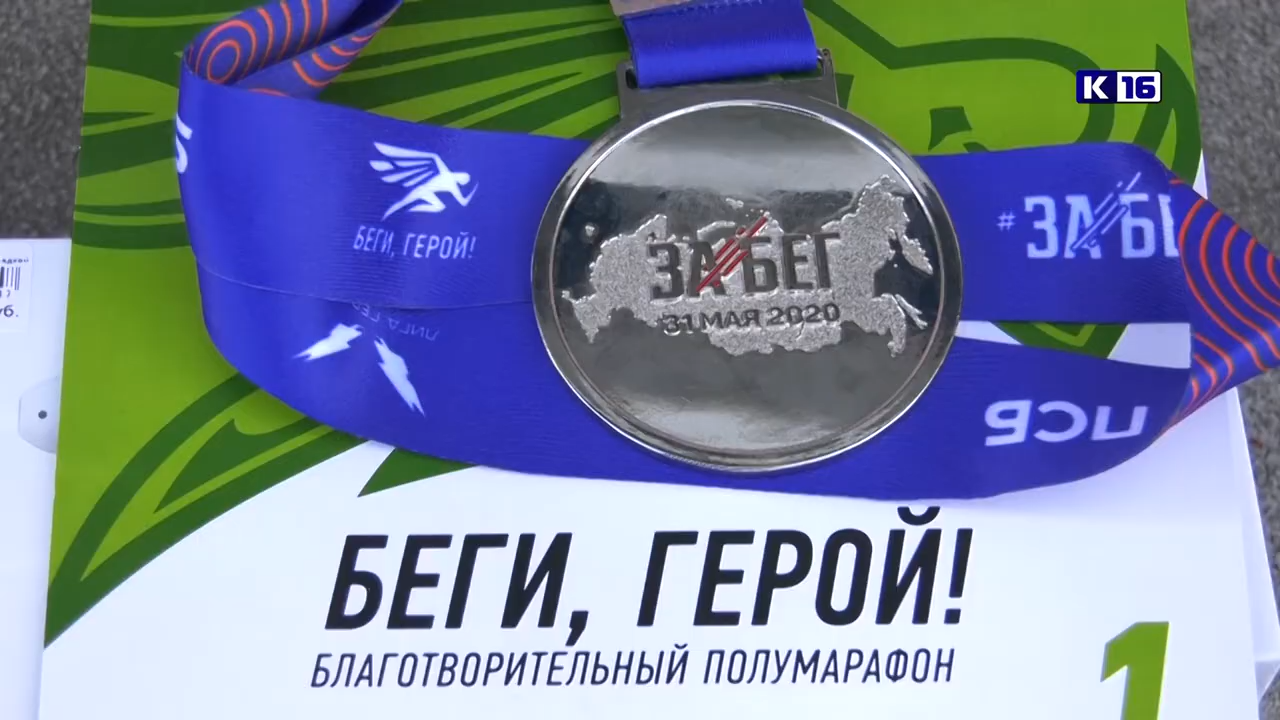 K 16
БЕГИ, ГЕРОЙ!
#ЗАБЕГ
31 МАЯ 2020
#ЗАБЕ
ПСБ
БЕГИ, ГЕРОЙ!
БЛАГОТВОРИТЕЛЬНЫЙ ПОЛУМАРАФОН
1